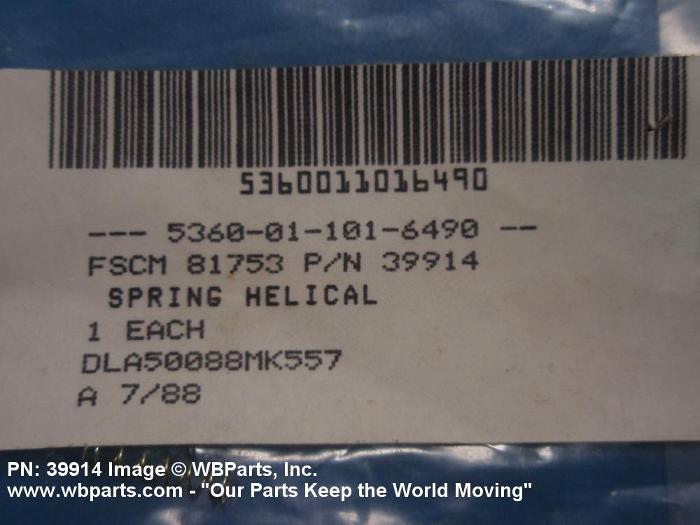 5360011016490
--- 5360-01-101-6490 --
FSCM 81753 P/N 39914
SPRING HELICAL
1 EACH
DLA50088MK557
A 7/88
PN: 39914 Image © WBParts, Inc.
www.wbparts.com - "Our Parts Keep the World Moving"